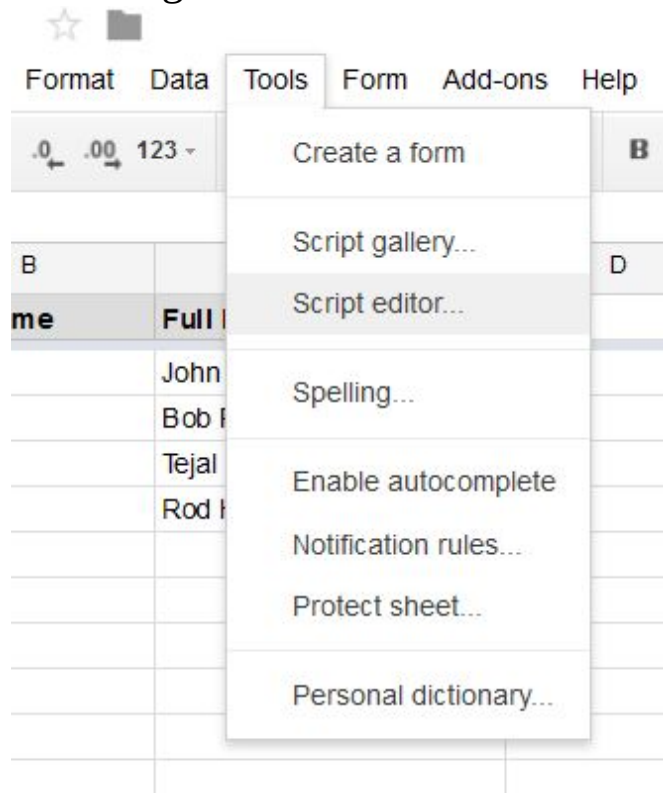 Format Data Tools Form Add-ons Help
.0 .00 123 Create a form B
Script gallery...
B D
Script editor...
me Full
John
Spelling...
Bob
Tejal
Enable autocomplete
Rod
Notification rules...
Protect sheet...
Personal dictionary...